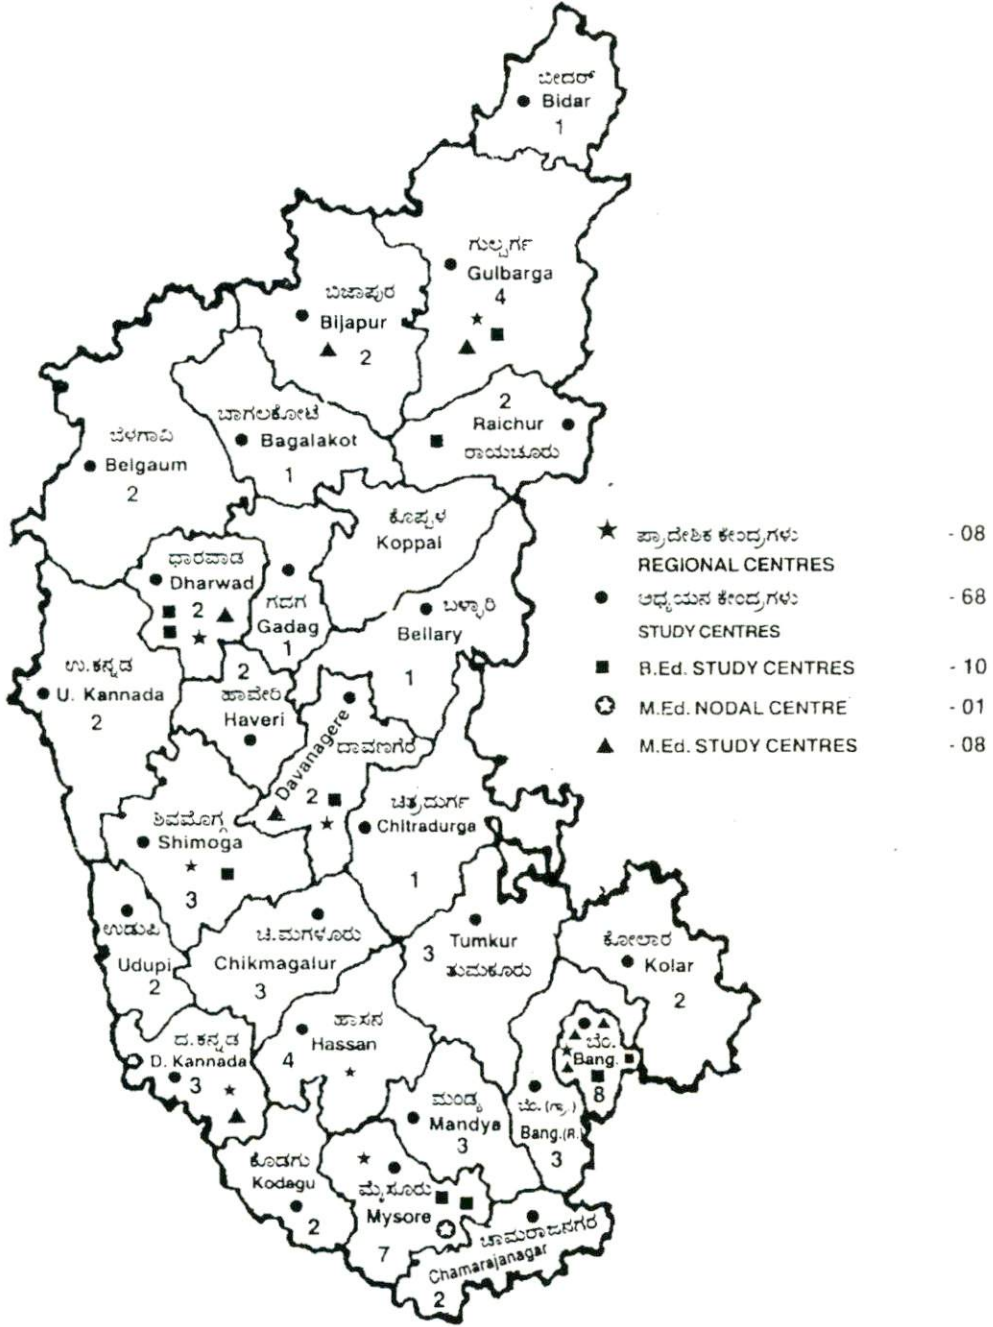 ಬೀದರ್
Bidar
1
ಗುಲ್ಬರ್ಗ
Gulbarga
4
ಬಿಜಾಪುರ
Bijapur
2
2
Raichur
ರಾಯಚೂರು
ಬಾಗಲಕೋಟೆ
Bagalakot
1
ಬೆಳಗಾವಿ
Belgaum
2
ಕೊಪ್ಪಳ
Koppal
ಧಾರವಾಡ
Dharwad
2
ಗದಗ
Gadag
1
ಬಳ್ಳಾರಿ
Bellary
1
ಉ.ಕನ್ನಡ
U. Kannada
2
2
ಹಾವೇರಿ
Haveri
Davanagere
ದಾವಣಗೆರೆ
2
ಚಿತ್ರದುರ್ಗ
Chitradurga
1
ಶಿವಮೊಗ್ಗ
Shimoga
3
ಉಡುಪಿ
Udupi
2
ಚಿ.ಮಗಳೂರು
Chikmagalur
3
3
Tumkur
ತುಮಕೂರು
ಕೋಲಾರ
Kolar
2
ಹಾಸನ
Hassan
4
ದ.ಕನ್ನಡ
D. Kannada
3
ಬೆಂ.
Bang.
8
ಬೆಂ.(ಗ್ರಾ.)
Bang.(R.)
3
ಮಂಡ್ಯ
Mandya
3
ಕೊಡಗು
Kodagu
2
ಮೈಸೂರು
Mysore
7
ಚಾಮರಾಜನಗರ
Chamarajanagar
2
ಪ್ರಾದೇಶಿಕ ಕೇಂದ್ರಗಳು - 08
REGIONAL CENTRES
ಅಧ್ಯಯನ ಕೇಂದ್ರಗಳು - 68
STUDY CENTRES
B.Ed. STUDY CENTRES - 10
M.Ed. NODAL CENTRE - 01
M.Ed. STUDY CENTRES - 08